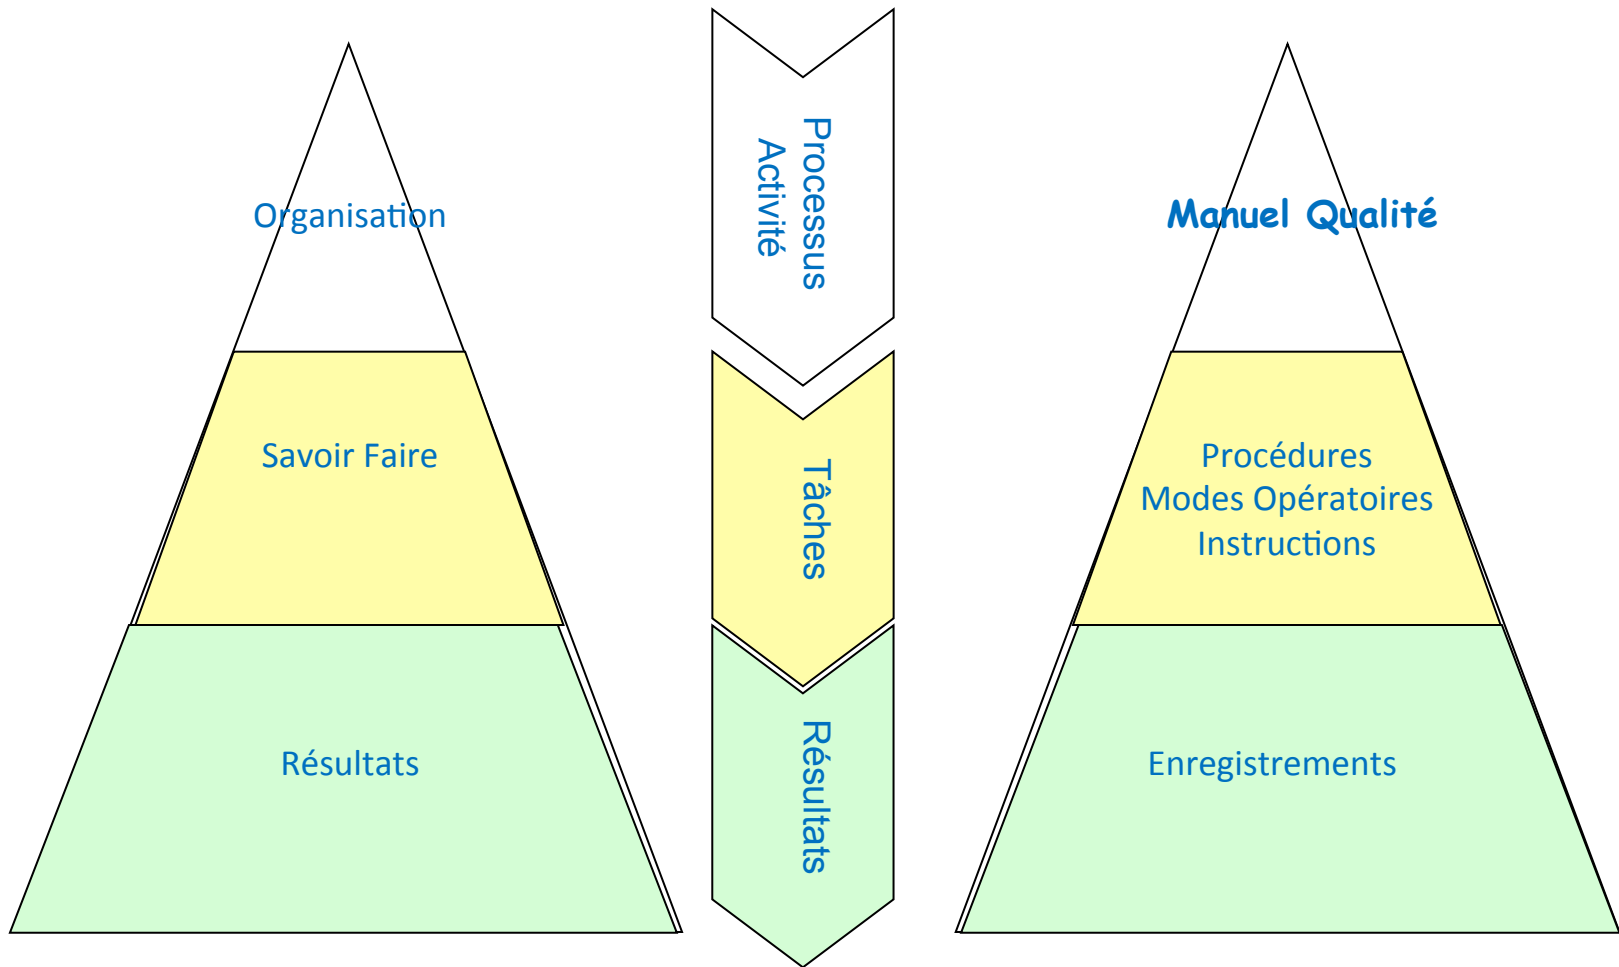 Organisation
Savoir Faire
Résultats
Processus
Activité
Tâches
Résultats
Manuel Qualité
Procédures
Modes Opératoires
Instructions
Enregistrements